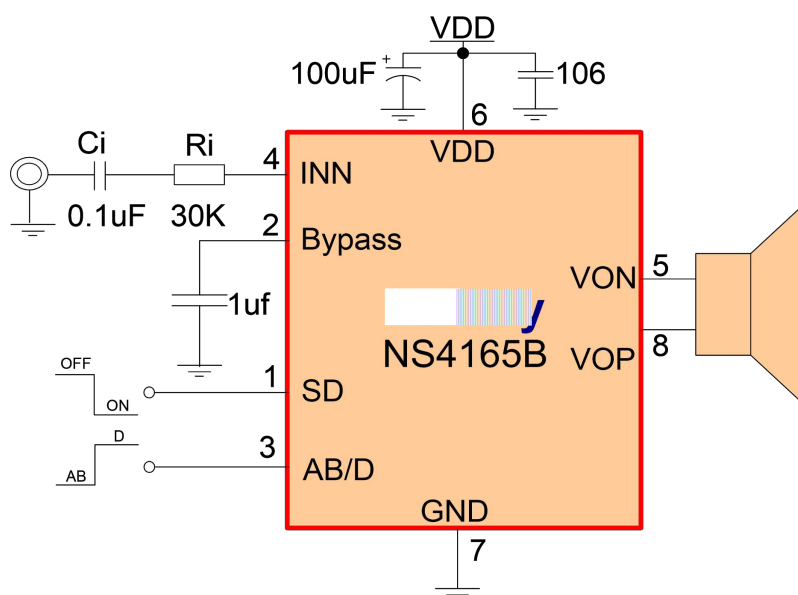 VDD
100uF
+
106
6
VDD
Ci
Ri
4
INN
0.1uF
30K
2
Bypass
1uf
VON
5
y
NS4165B
VOP
8
OFF
ON
1
SD
D
AB
3
AB/D
GND
7